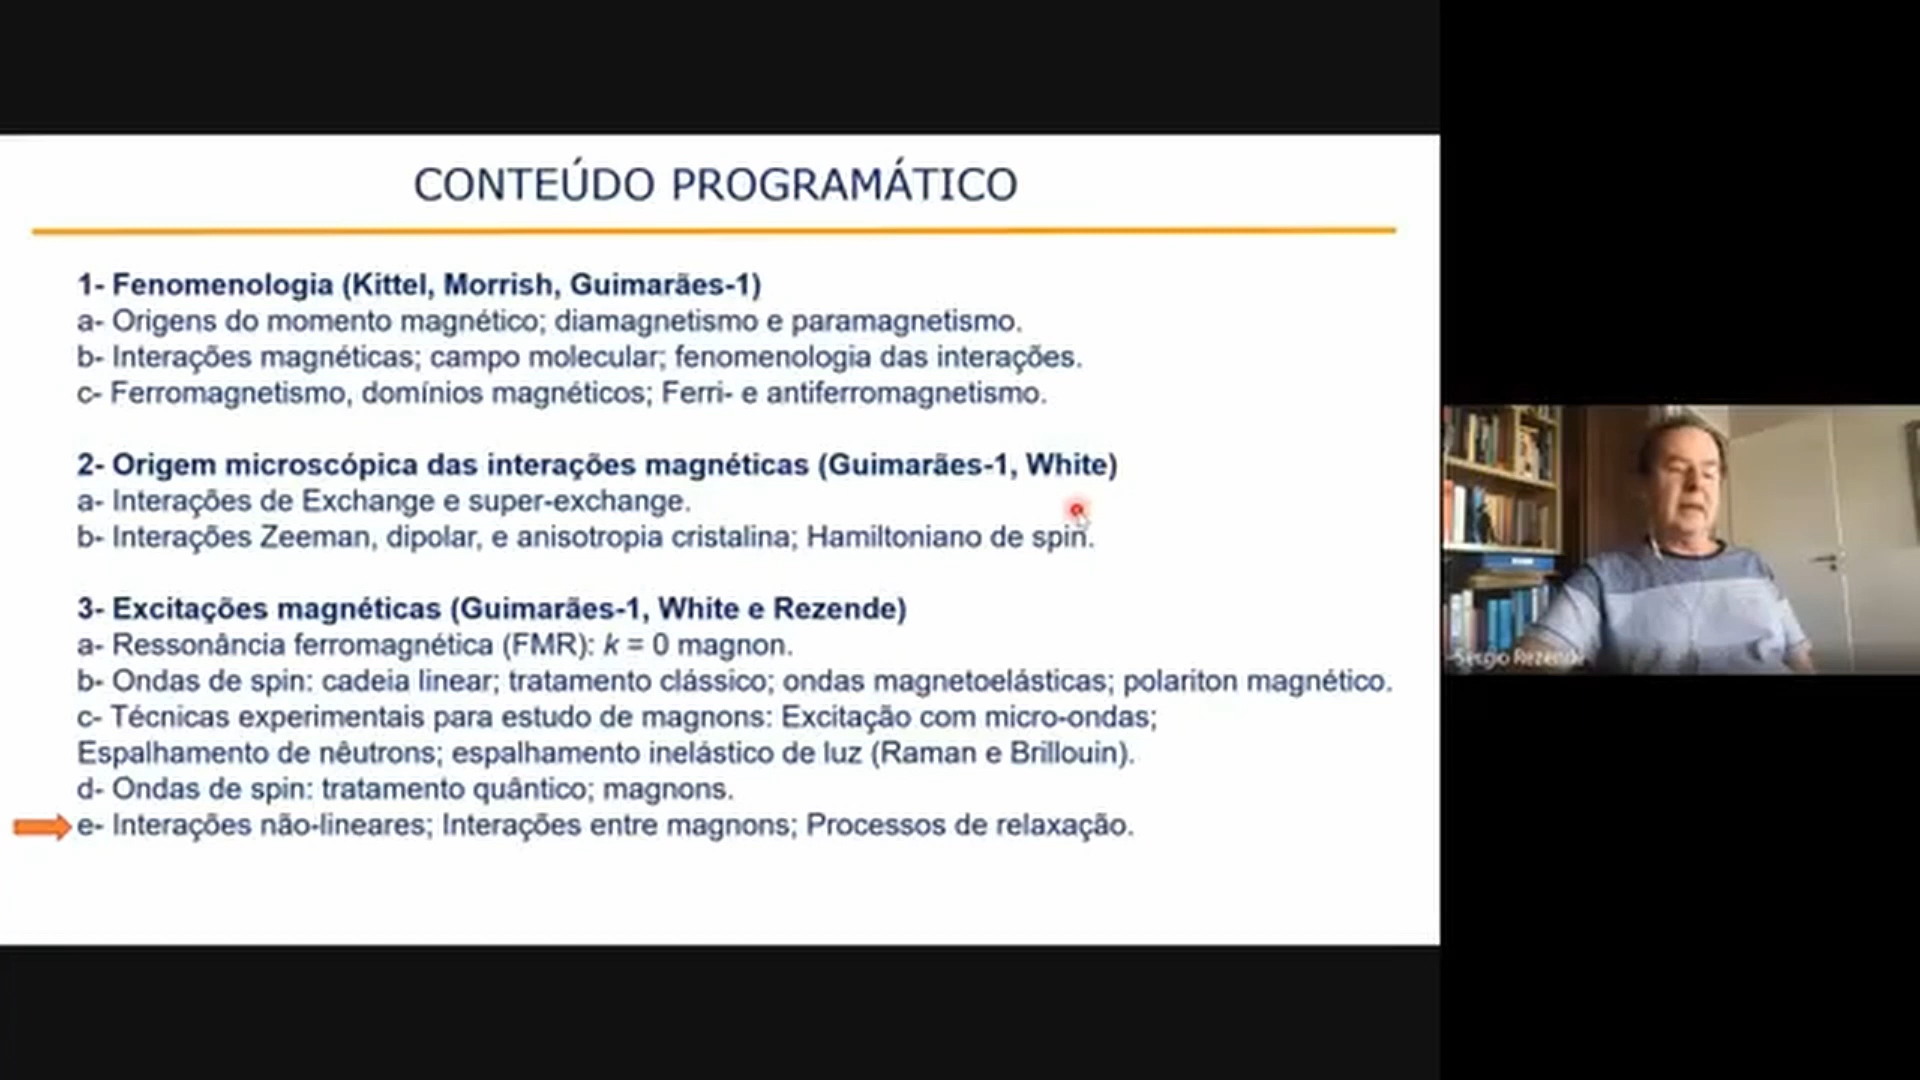 CONTEÚDO PROGRAMÁTICO
1- Fenomenologia (Kittel, Morrish, Guimarães-1)
a- Origens do momento magnético; diamagnetismo e paramagnetismo.
b- Interações magnéticas; campo molecular; fenomenologia das interações.
c- Ferromagnetismo, domínios magnéticos; Ferri- e antiferromagnetismo.
2- Origem microscópica das interações magnéticas (Guimarães-1, White)
a- Interações de Exchange e super-exchange.
b- Interações Zeeman, dipolar, e anisotropia cristalina; Hamiltoniano de spin.
3- Excitações magnéticas (Guimarães-1, White e Rezende)
a- Ressonância ferromagnética (FMR): k = 0 magnon.
b- Ondas de spin: cadeia linear; tratamento clássico; ondas magnetoelásticas; polariton magnético.
c- Técnicas experimentais para estudo de magnons: Excitação com micro-ondas;
Espalhamento de nêutrons; espalhamento inelástico de luz (Raman e Brillouin).
d- Ondas de spin: tratamento quântico; magnons.
e- Interações não-lineares; Interações entre magnons; Processos de relaxação.
Sergio Rezende